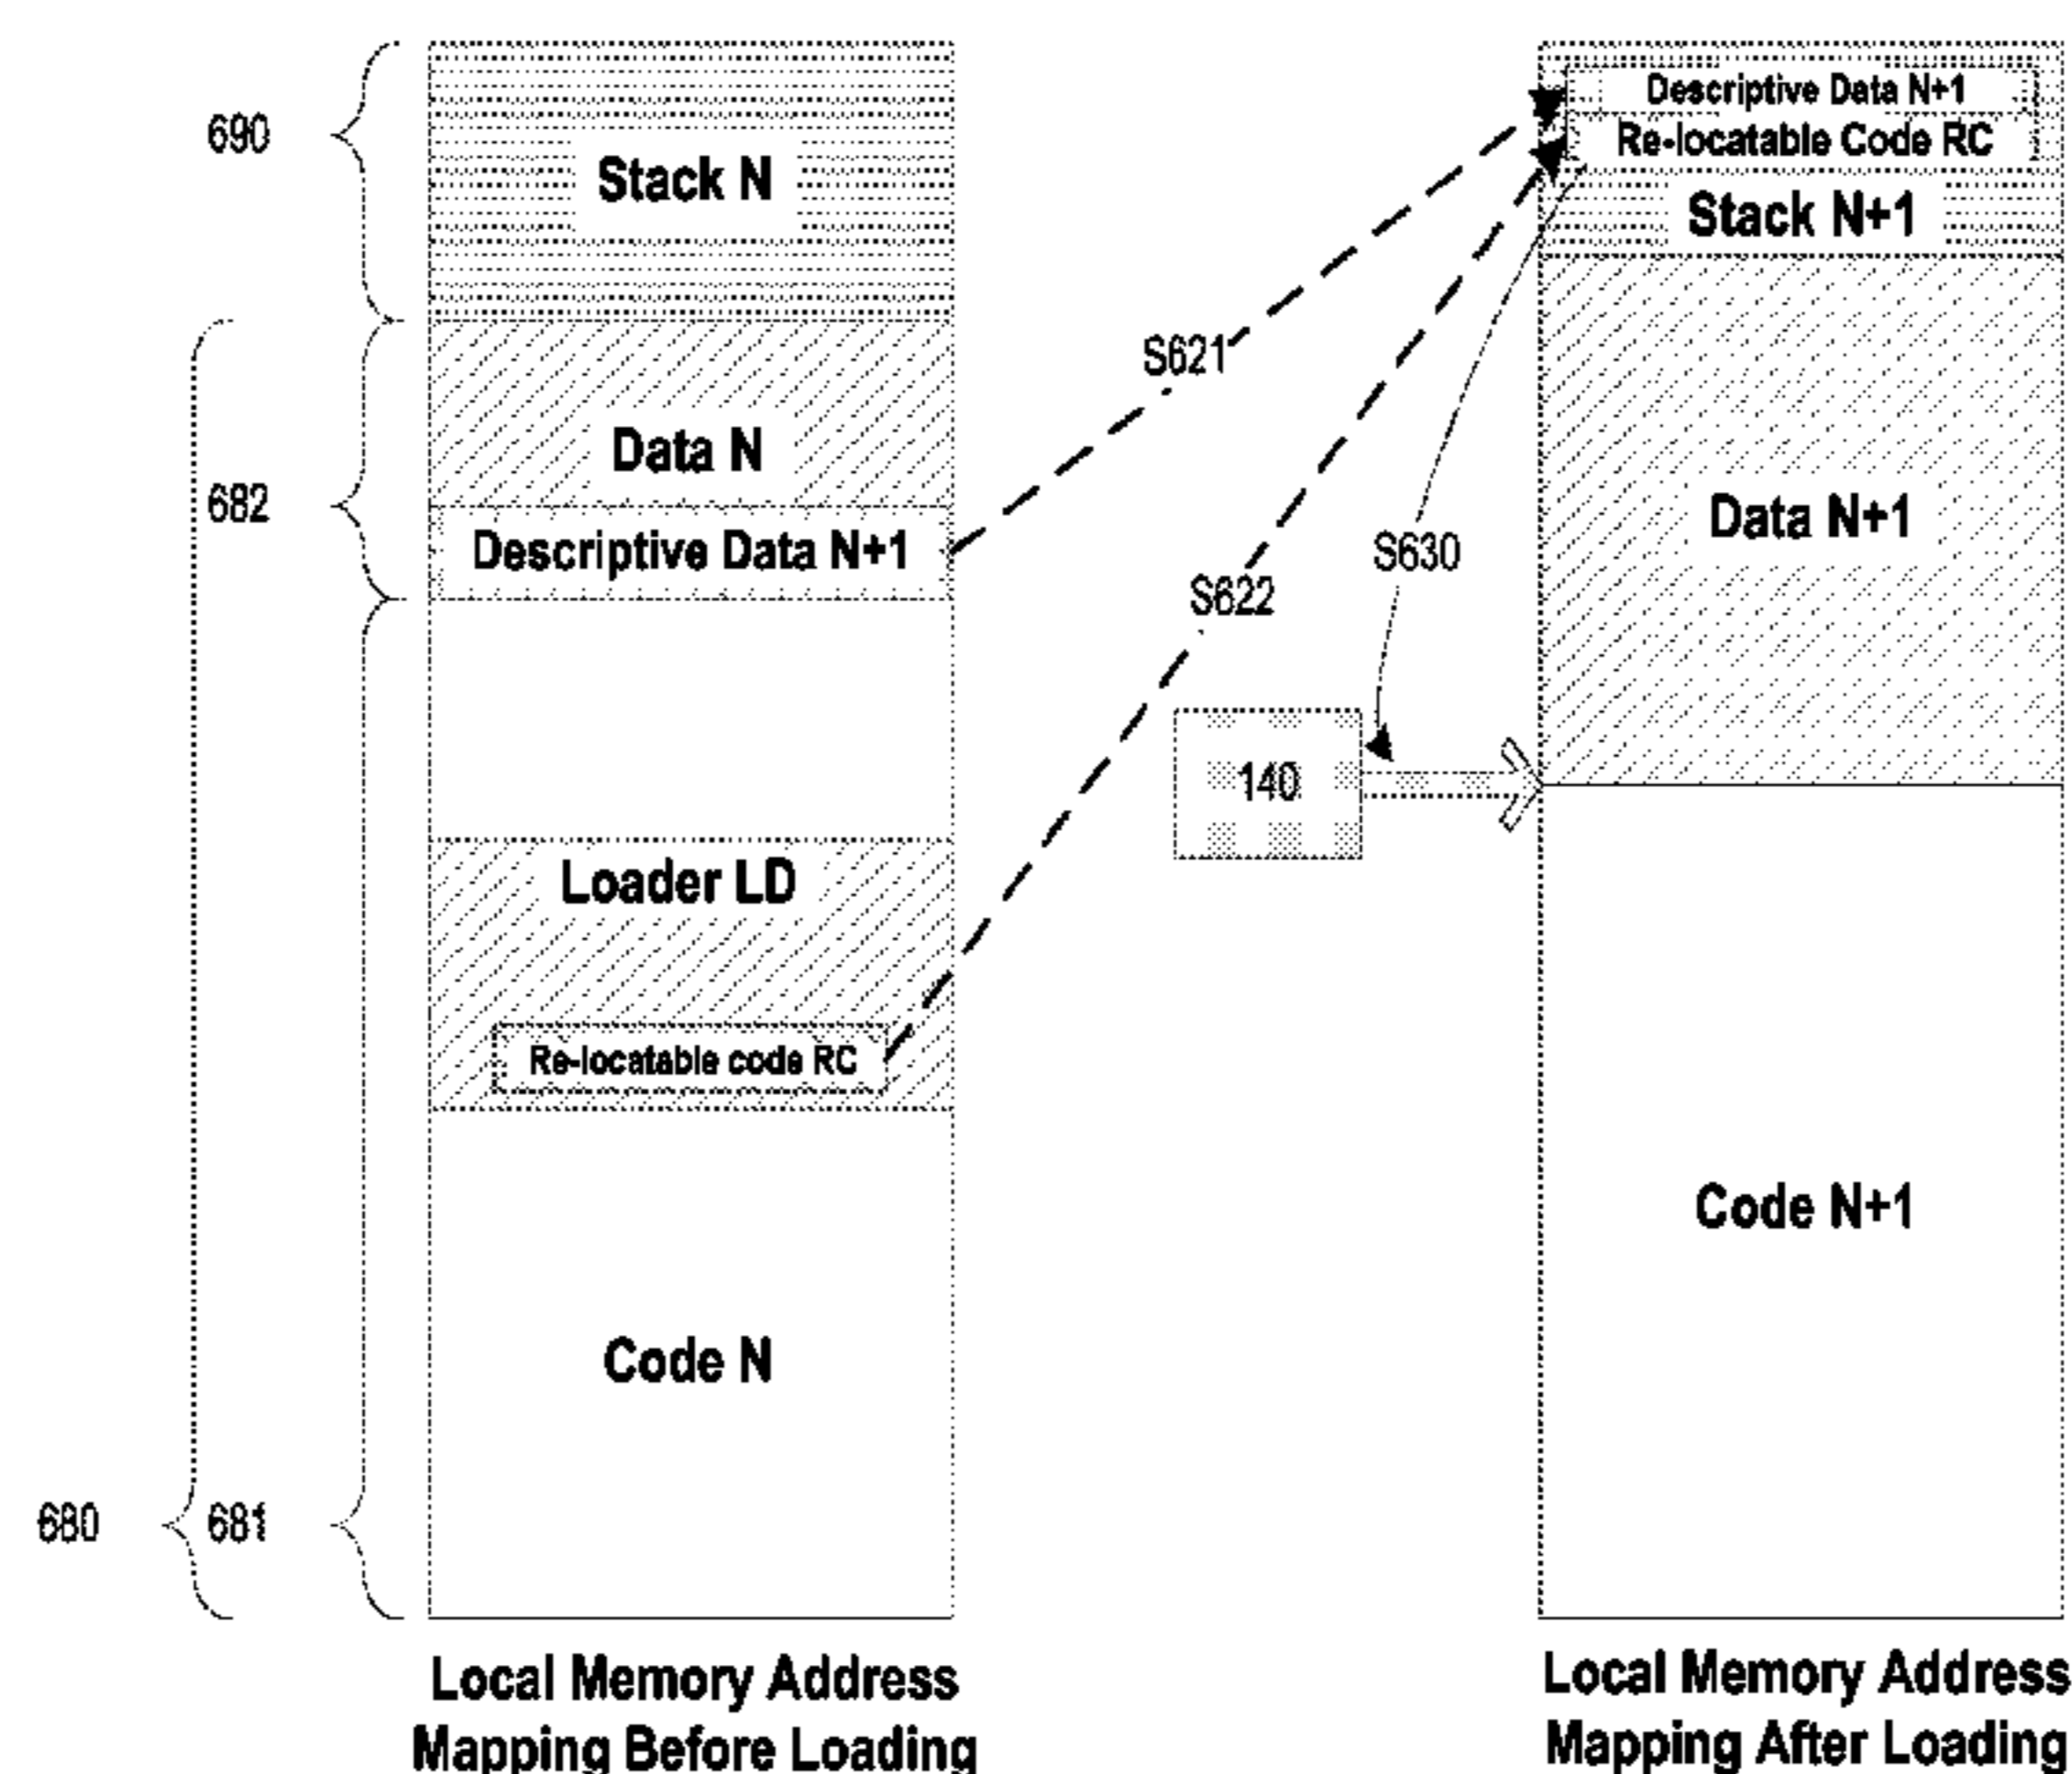 690
Stack N
682
Data N
Descriptive Data N+1
Loader LD
Re-locatable code RC
Code N
680
681
Local Memory Address
Mapping Before Loading
S621
S622
S630
140
Descriptive Data N+1
Re-locatable Code RC
Stack N+1
Data N+1
Code N+1
Local Memory Address
Mapping After Loading